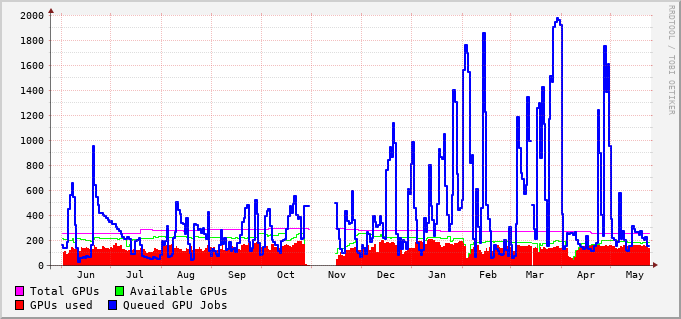 2000
1800
1600
1400
1200
1000
800
600
400
200
0
Jun Jul Aug Sep Oct Nov Dec Jan Feb Mar Apr May
Total GPUs Available GPUs
GPUs used Queued GPU Jobs
RRDTOOL / TOBI OETIKER